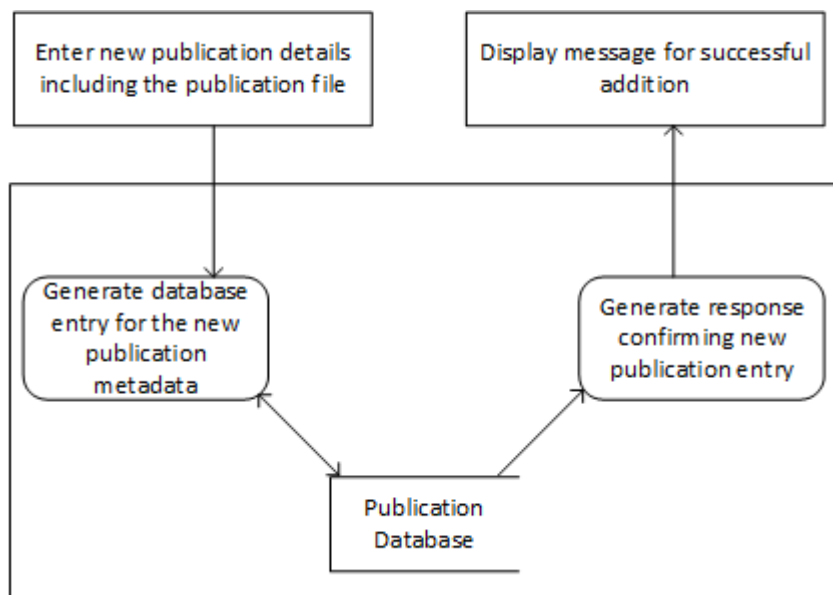 Enter new publication details
including the publication file
Display message for successful
addition
Generate database
entry for the new
publication
metadata
Generate response
confirming new
publication entry
Publication
Database